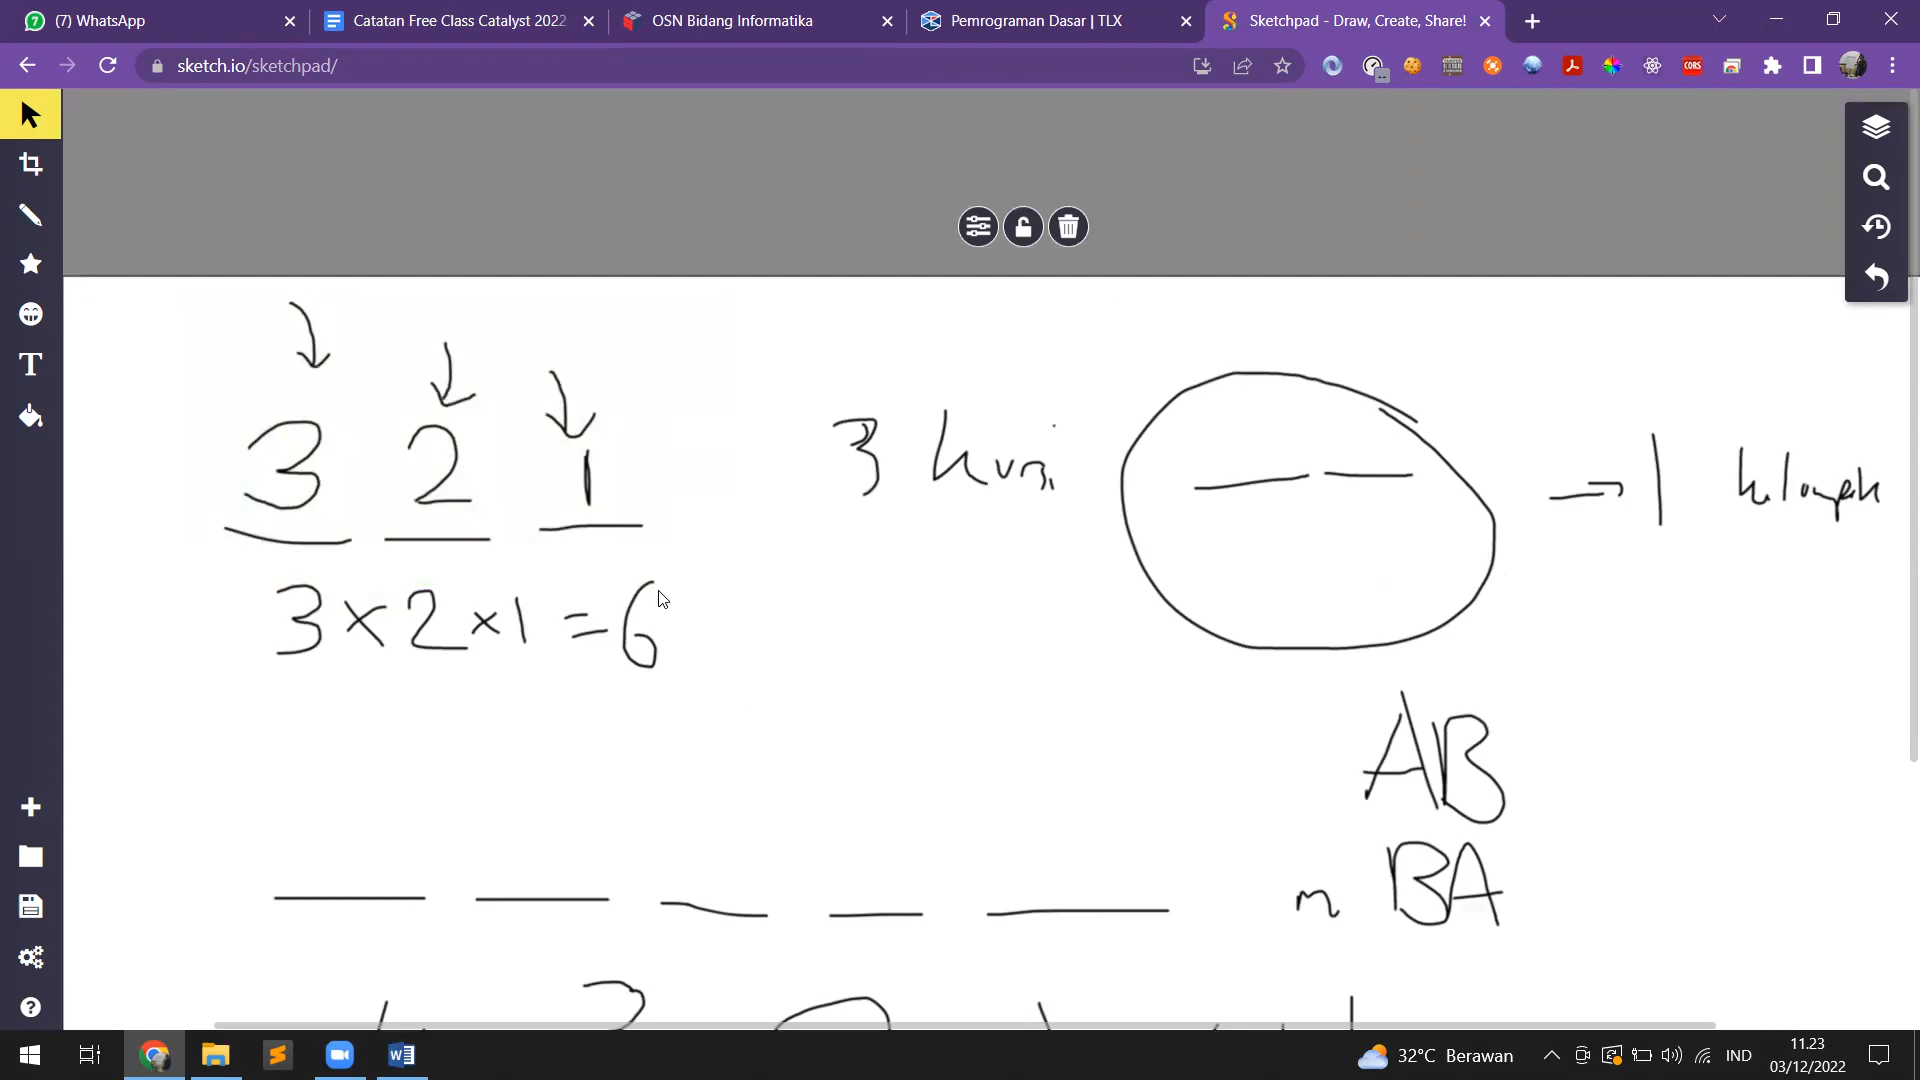 (7) WhatsApp
Catatan Free Class Catalyst 2022
OSN Bidang Informatika
Pemrograman Dasar | TLX
Sketchpad - Draw, Create, Share!
sketch.io/sketchpad/
CORS
T
3 2 1
3 kursi
→ 1
3 x 2 x 1 = 6
AB
BA
32°C Berawan
IND
11.23
03/12/2022